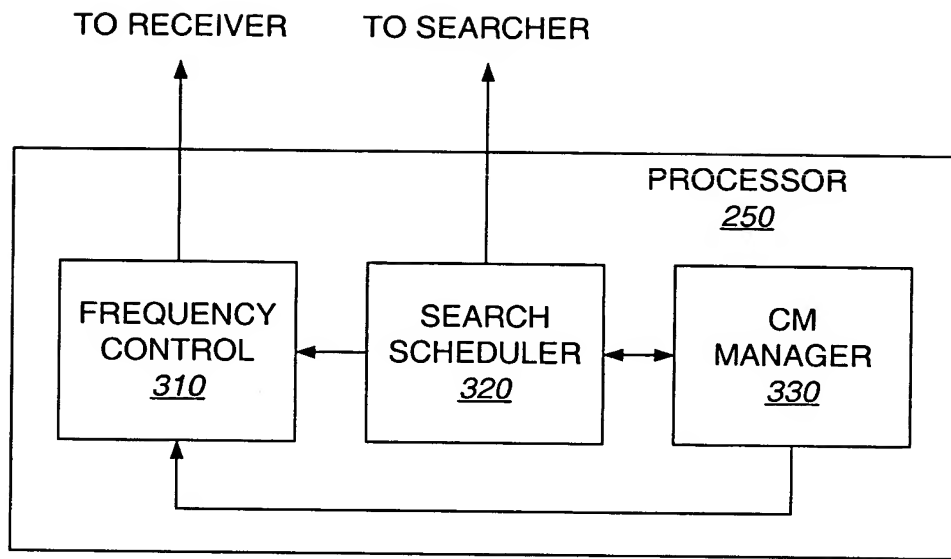 TO RECEIVER
TO SEARCHER
PROCESSOR
250
FREQUENCY
CONTROL
310
SEARCH
SCHEDULER
320
CM
MANAGER
330